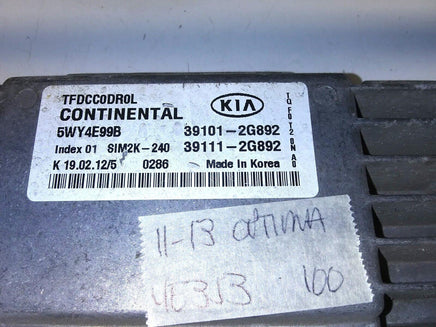 TFDCC0DR0L
CONTINENTAL
KIA
5WY4E99B 39101-2G892
Index 01 SIM2K-240 39111-2G892
K 19.02.12/5 0286 Made in Korea
11-13 OPTIMA
100